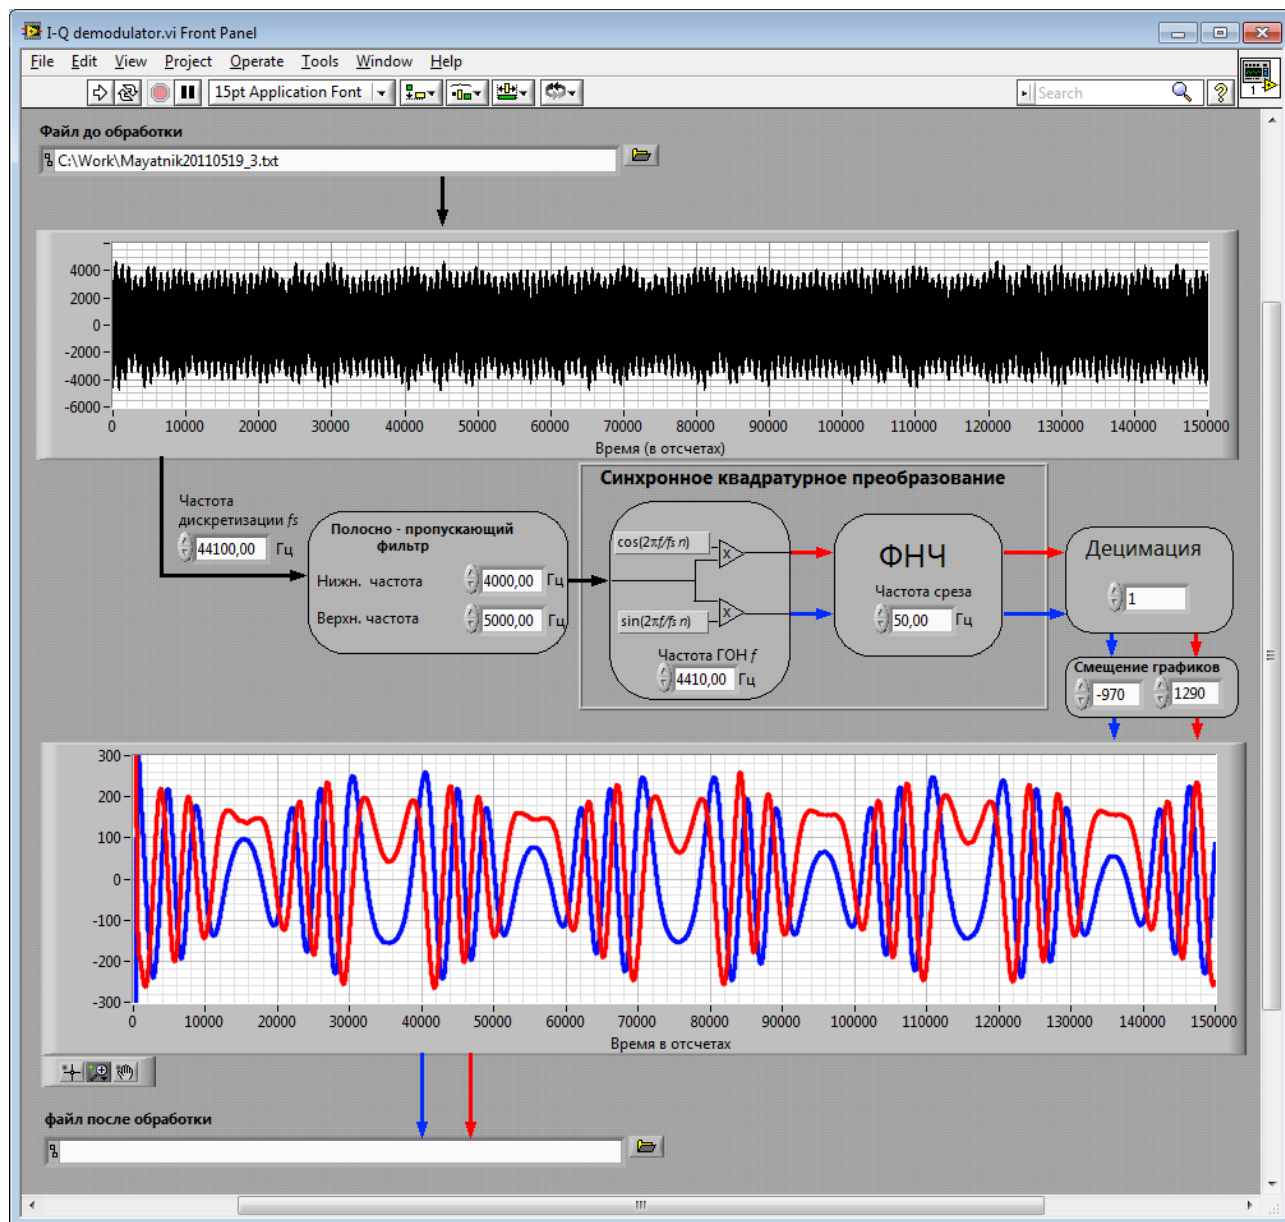 I-Q demodulator.vi Front Panel
File Edit View Project Operate Tools Window Help
15pt Application Font
Search
1
Файл до обработки
C:\Work\Mayatnik20110519_3.txt
4000
2000
0
-2000
-4000
-6000
0 10000 20000 30000 40000 50000 60000 70000 80000 90000 100000 110000 120000 130000 140000 150000
Время (в отсчетах)
Частота
дискретизации fs
44100,00 Гц
Полосно - пропускающий
фильтр
Нижн. частота 4000,00 Гц
Верхн. частота 5000,00 Гц
Синхронное квадратурное преобразование
cos(2πf/fs n)
X
sin(2πf/fs n)
X
Частота ГОН f
4410,00 Гц
ФНЧ
Частота среза
50,00 Гц
Децимация
1
Смещение графиков
-970 1290
300
200
100
0
-100
-200
-300
0 10000 20000 30000 40000 50000 60000 70000 80000 90000 100000 110000 120000 130000 140000 150000
Время в отсчетах
файл после обработки